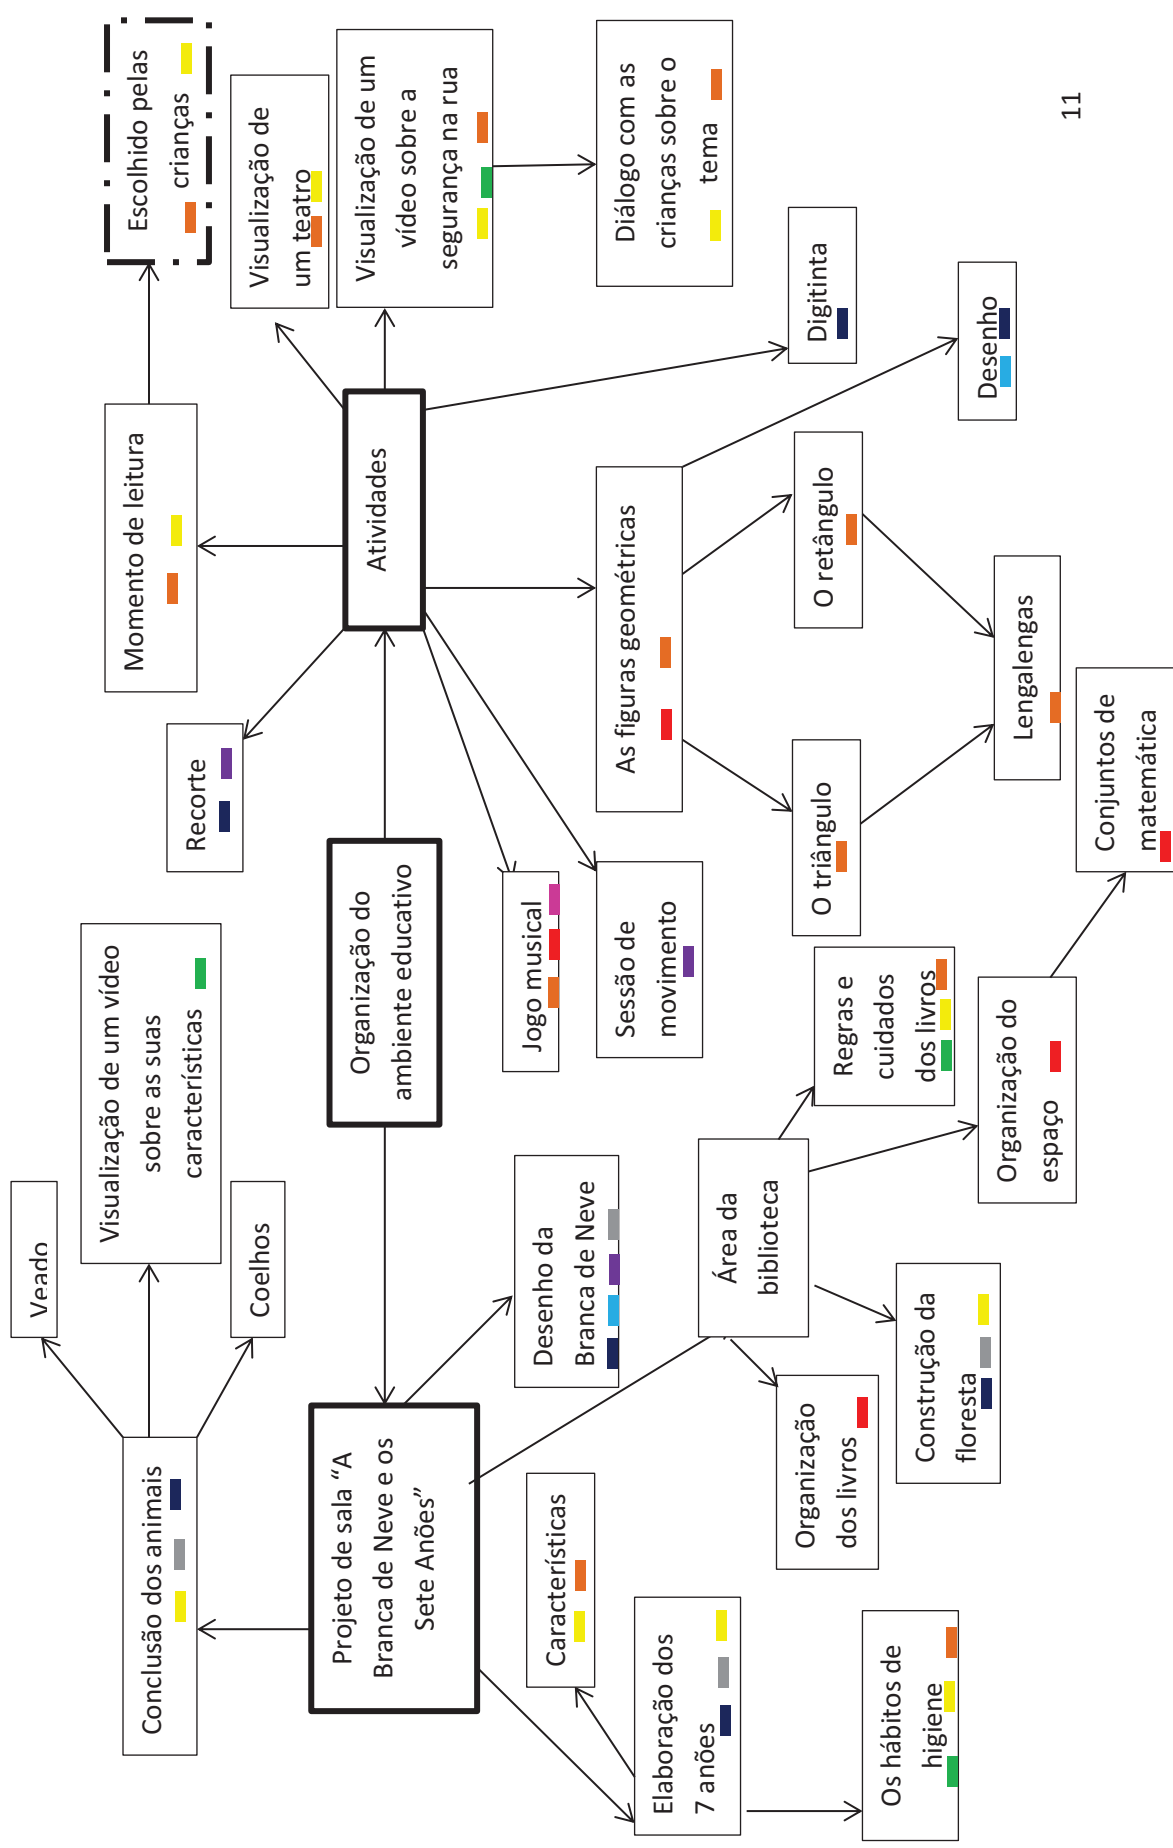 Veado
Visualização de um vídeo
sobre as suas
características
Conclusão dos animais
Coelhos
Momento de leitura
Escolhido pelas
crianças
Recorte
Visualização de
um teatro
Projeto de sala “A
Branca de Neve e os
Sete Anões”
Organização do
ambiente educativo
Atividades
Visualização de um
vídeo sobre a
segurança na rua
Características
Desenho da
Branca de Neve
Jogo musical
Elaboração dos
7 anões
Sessão de
movimento
As figuras geométricas
Diálogo com as
crianças sobre o
tema
Área da
biblioteca
Organização
dos livros
Regras e
cuidados
dos livros
O triângulo
O retângulo
Digitinta
Os hábitos de
higiene
Construção da
floresta
Organização do
espaço
Lengalengas
Desenho
Conjuntos de
matemática
11